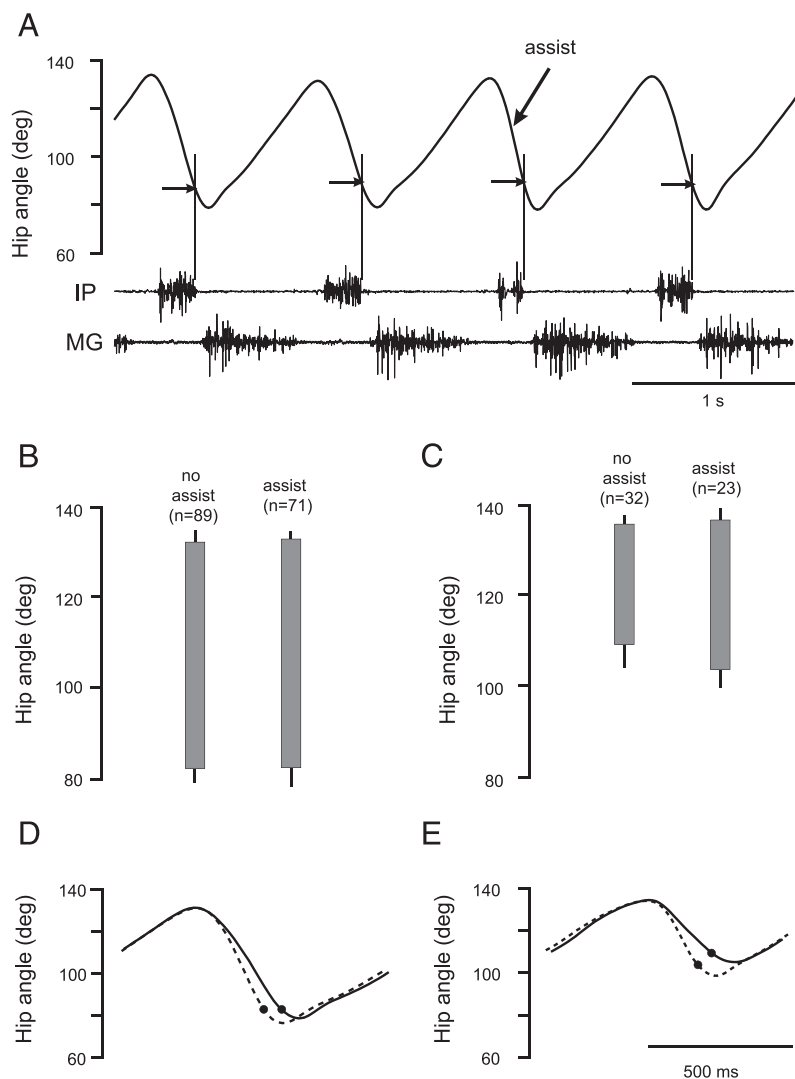 A
assist
140
100
60
Hip angle (deg)
IP
MG
1 s
B
no
assist
(n=89)
assist
(n=71)
140
120
100
80
Hip angle (deg)
C
no
assist
(n=32)
assist
(n=23)
140
120
100
80
Hip angle (deg)
D
140
100
60
Hip angle (deg)
E
140
100
60
Hip angle (deg)
500 ms